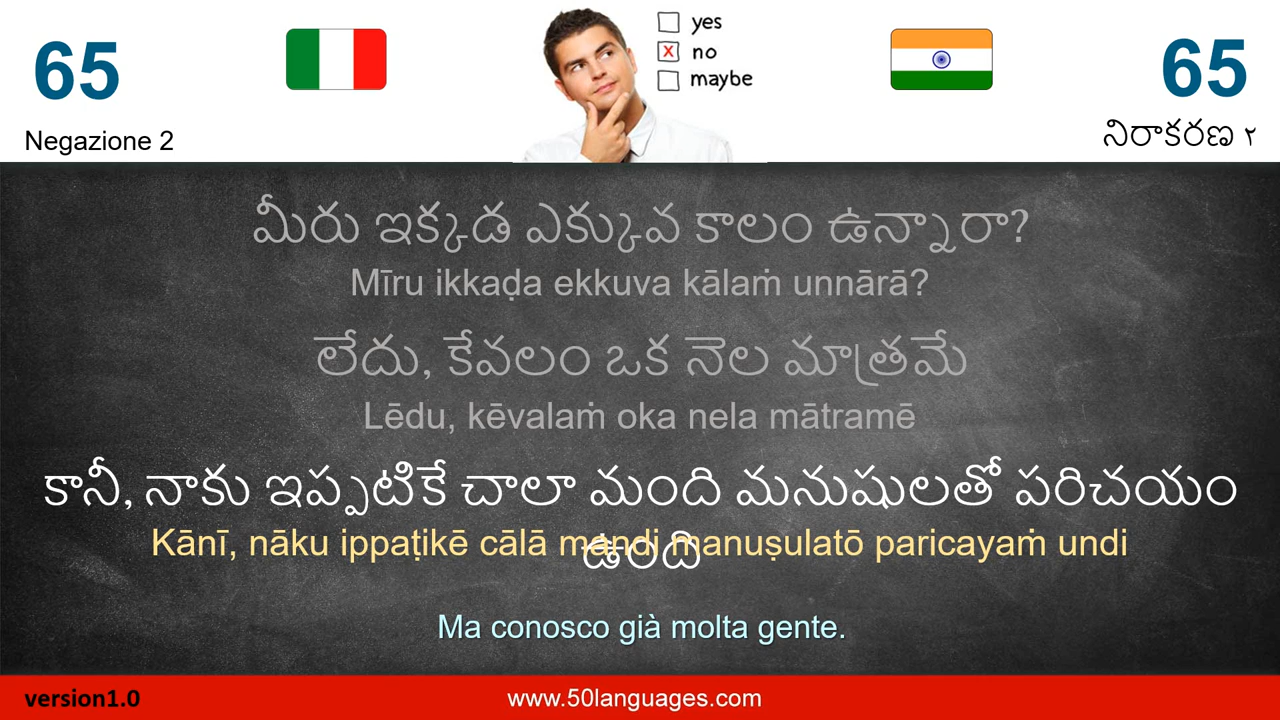 65
yes
no
maybe
65
Negazione 2
నిరాకరణ ౨
మీరు ఇక్కడ ఎక్కువ కాలం ఉన్నారా?
Mīru ikkaḍa ekkuva kālaṁ unnārā?
లేదు, కేవలం ఒక నెల మాత్రమే
Lēdu, kēvalaṁ oka nela mātramē
కానీ, నాకు ఇప్పటికే చాలా మంది మనుషులతో పరిచయం
ఉంది
Kānī, nāku ippaṭikē cālā mandi manuṣulatō paricayaṁ undi
Ma conosco già molta gente.
version1.0
www.50languages.com